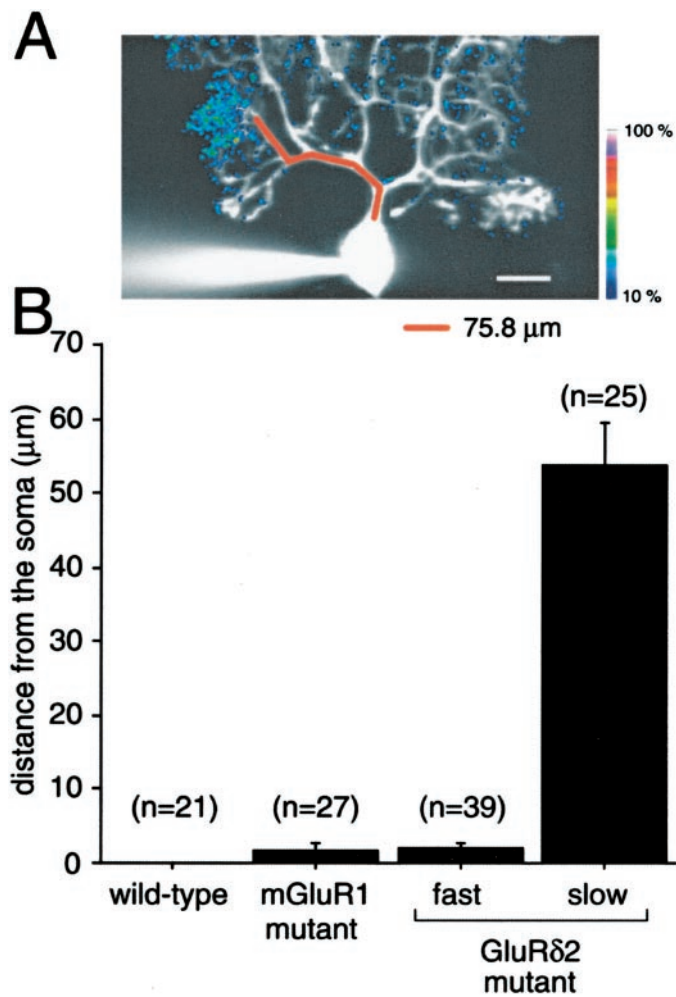 A
100 %
10 %
75.8 μm
B
distance from the soma (μm)
70
60
50
40
30
20
10
0
(n=21)
(n=27)
(n=39)
(n=25)
wild-type
mGluR1
mutant
fast
slow
GluRδ2
mutant